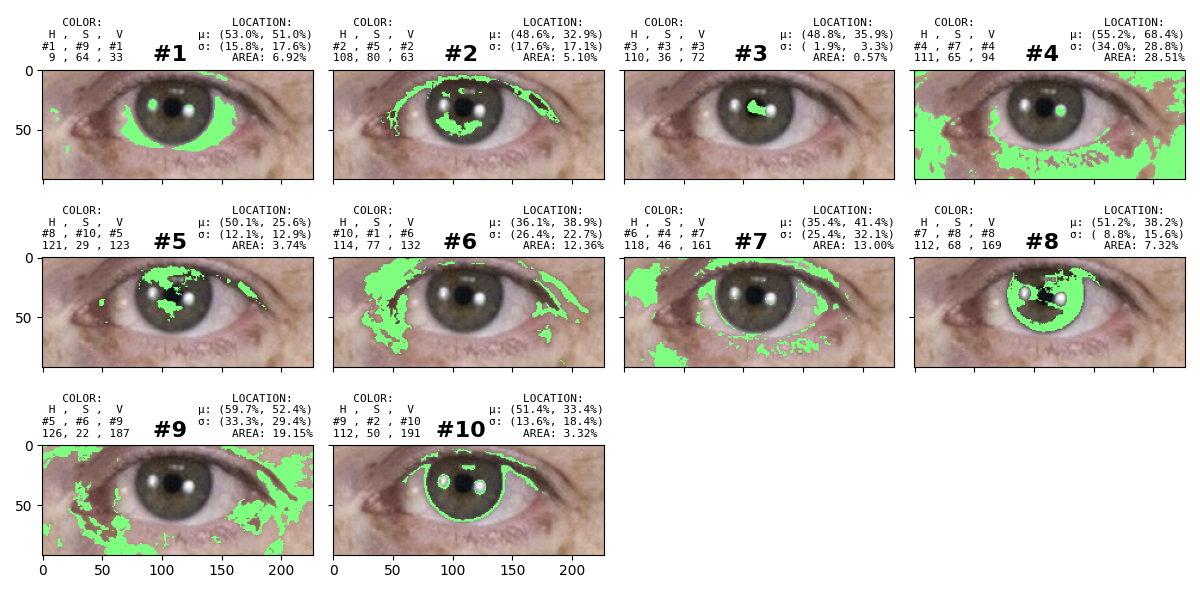 COLOR: LOCATION:
H , S , V μ: (53.0%, 51.0%)
#1 , #9 , #1 #1 σ: (15.8%, 17.6%)
9 , 64 , 33 AREA: 6.92%
COLOR: LOCATION:
H , S , V μ: (48.6%, 32.9%)
#2 , #5 , #2 #2 σ: (17.6%, 17.1%)
108, 80 , 63 AREA: 5.10%
COLOR: LOCATION:
H , S , V μ: (48.8%, 35.9%)
#3 , #3 , #3 #3 σ: ( 1.9%,  3.3%)
110, 36 , 72 AREA: 0.57%
COLOR: LOCATION:
H , S , V μ: (55.2%, 68.4%)
#4 , #7 , #4 #4 σ: (34.0%, 28.8%)
111, 65 , 94 AREA: 28.51%
0
50
COLOR: LOCATION:
H , S , V μ: (50.1%, 25.6%)
#8 , #10, #5 #5 σ: (12.1%, 12.9%)
121, 29 , 123 AREA: 3.74%
COLOR: LOCATION:
H , S , V μ: (36.1%, 38.9%)
#10, #1 , #6 #6 σ: (26.4%, 22.7%)
114, 77 , 132 AREA: 12.36%
COLOR: LOCATION:
H , S , V μ: (35.4%, 41.4%)
#6 , #4 , #7 #7 σ: (25.4%, 32.1%)
118, 46 , 161 AREA: 13.00%
COLOR: LOCATION:
H , S , V μ: (51.2%, 38.2%)
#7 , #8 , #8 #8 σ: ( 8.8%, 15.6%)
112, 68 , 169 AREA: 7.32%
0
50
COLOR: LOCATION:
H , S , V μ: (59.7%, 52.4%)
#5 , #6 , #9 #9 σ: (33.3%, 29.4%)
126, 22 , 187 AREA: 19.15%
COLOR: LOCATION:
H , S , V μ: (51.4%, 33.4%)
#9 , #2 , #10 #10 σ: (13.6%, 18.4%)
112, 50 , 191 AREA: 3.32%
0
50
0 50 100 150 200
0 50 100 150 200